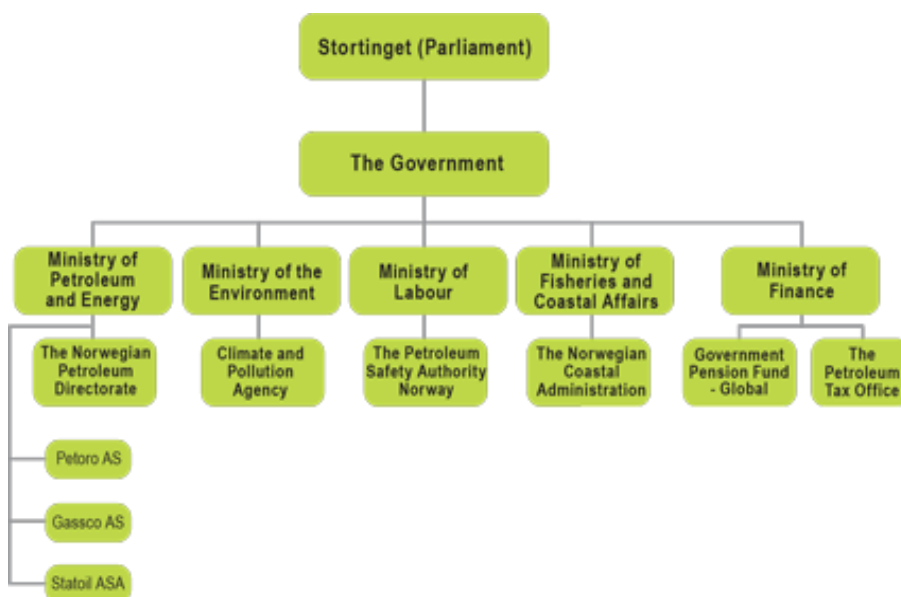 Stortinget (Parliament)
The Government
Ministry of
Petroleum
and Energy
Ministry of the
Environment
Ministry of
Labour
Ministry of
Fisheries and
Coastal Affairs
Ministry of
Finance
The Norwegian
Petroleum
Directorate
Climate and
Pollution
Agency
The Petroleum
Safety Authority
Norway
The Norwegian
Coastal
Administration
Government
Pension Fund
- Global
The
Petroleum
Tax Office
Petoro AS
Gassco AS
Statoil ASA